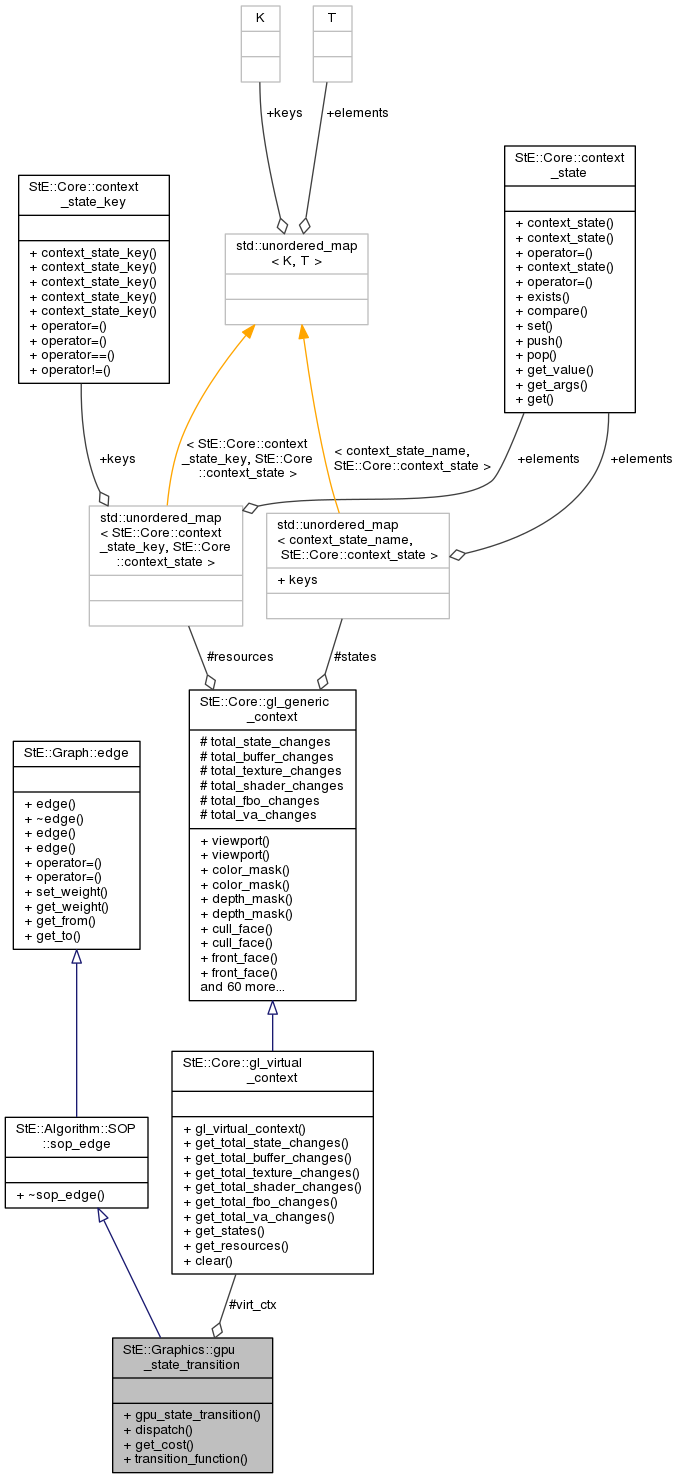 K
T
+keys
+elements
StE::Core::context
_state
+ context_state()
+ context_state()
+ operator=()
+ context_state()
+ operator=()
+ exists()
+ compare()
+ set()
+ push()
+ pop()
+ get_value()
+ get_args()
+ get()
StE::Core::context
_state_key
+ context_state_key()
+ context_state_key()
+ context_state_key()
+ context_state_key()
+ context_state_key()
+ operator=()
+ operator=()
+ operator==()
+ operator!=()
std::unordered_map
< K, T >
+keys
< StE::Core::context
_state_key, StE::Core
::context_state >
< context_state_name,
StE::Core::context_state >
+elements
+elements
std::unordered_map
< StE::Core::context
_state_key, StE::Core
::context_state >
std::unordered_map
< context_state_name,
StE::Core::context_state >
+ keys
#resources
#states
StE::Core::gl_generic
_context
# total_state_changes
# total_buffer_changes
# total_texture_changes
# total_shader_changes
# total_fbo_changes
# total_va_changes
+ viewport()
+ viewport()
+ color_mask()
+ color_mask()
+ depth_mask()
+ depth_mask()
+ cull_face()
+ cull_face()
+ front_face()
+ front_face()
and 60 more...
StE::Graph::edge
+ edge()
+ ~edge()
+ edge()
+ edge()
+ operator=()
+ operator=()
+ set_weight()
+ get_weight()
+ get_from()
+ get_to()
StE::Core::gl_virtual
_context
+ gl_virtual_context()
+ get_total_state_changes()
+ get_total_buffer_changes()
+ get_total_texture_changes()
+ get_total_shader_changes()
+ get_total_fbo_changes()
+ get_total_va_changes()
+ get_states()
+ get_resources()
+ clear()
StE::Algorithm::SOP
::sop_edge
+ ~sop_edge()
#virt_ctx
StE::Graphics::gpu
_state_transition
+ gpu_state_transition()
+ dispatch()
+ get_cost()
+ transition_function()